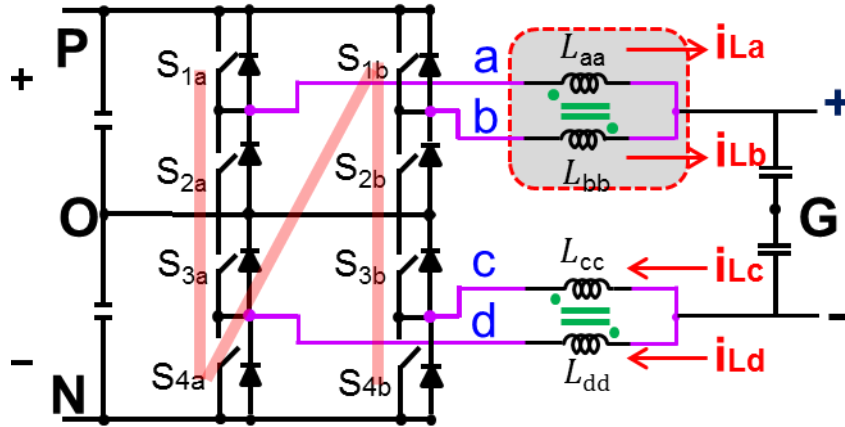 P
+
S1a
S1b
a
Laa
iLa
+
b
S2a
S2b
Lbb
iLb
O
G
S3a
S3b
c
Lcc
iLc
d
−
S4a
S4b
Ldd
iLd
−
N